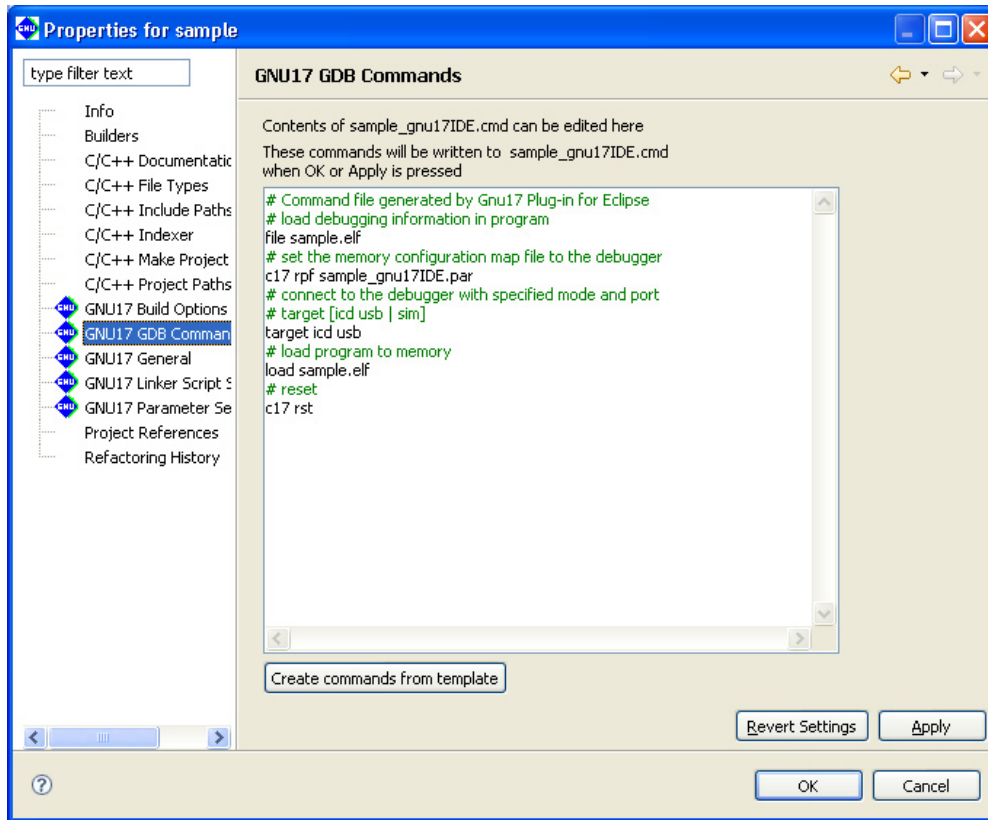 Properties for sample
type filter text
GNU17 GDB Commands
Info
Builders
C/C++ Documentatic
C/C++ File Types
C/C++ Include Paths
C/C++ Indexer
C/C++ Make Project
C/C++ Project Paths
GNU17 Build Options
GNU17 GDB Comman
GNU17 General
GNU17 Linker Script S
GNU17 Parameter Se
Project References
Refactoring History
Contents of sample_gnu17IDE.cmd can be edited here
These commands will be written to sample_gnu17IDE.cmd
when OK or Apply is pressed
# Command file generated by Gnu17 Plug-in for Eclipse
# load debugging information in program
file sample.elf
# set the memory configuration map file to the debugger
c17 rpf sample_gnu17IDE.par
# connect to the debugger with specified mode and port
# target [icd usb | sim]
target icd usb
# load program to memory
load sample.elf
# reset
c17 rst
Create commands from template
Revert Settings
Apply
OK
Cancel